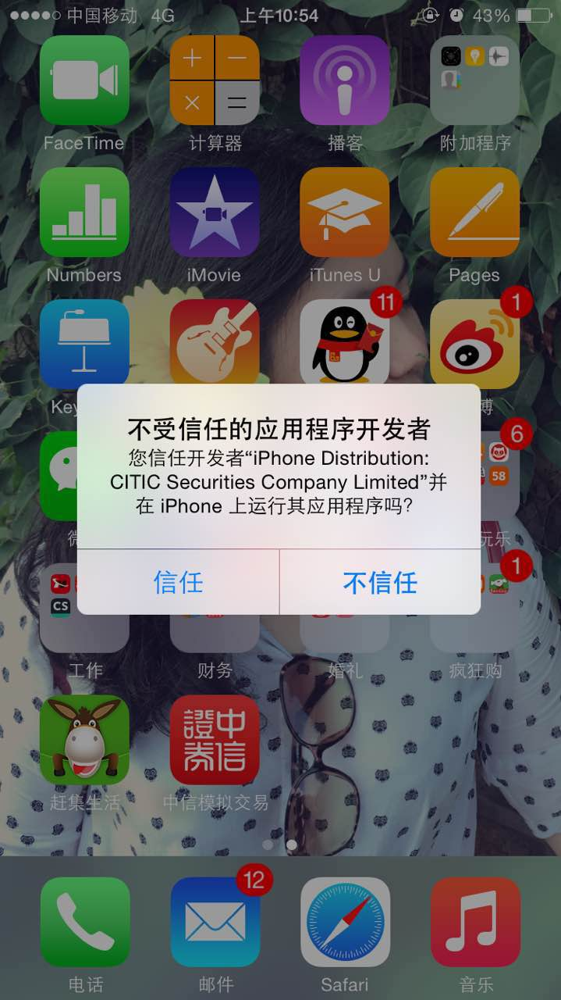 中国移动 4G 上午10:54 43%
FaceTime 计算器 播客 附加程序
Numbers iMovie iTunes U Pages
11 1
Key 博
不受信任的应用程序开发者
您信任开发者“iPhone Distribution:
CITIC Securities Company Limited”并
在 iPhone 上运行其应用程序吗?
信任 不信任
6
58
微 玩乐
1
CS
工作 财务 婚礼 疯狂购
證中
券信
赶集生活 中信模拟交易
12
电话 邮件 Safari 音乐